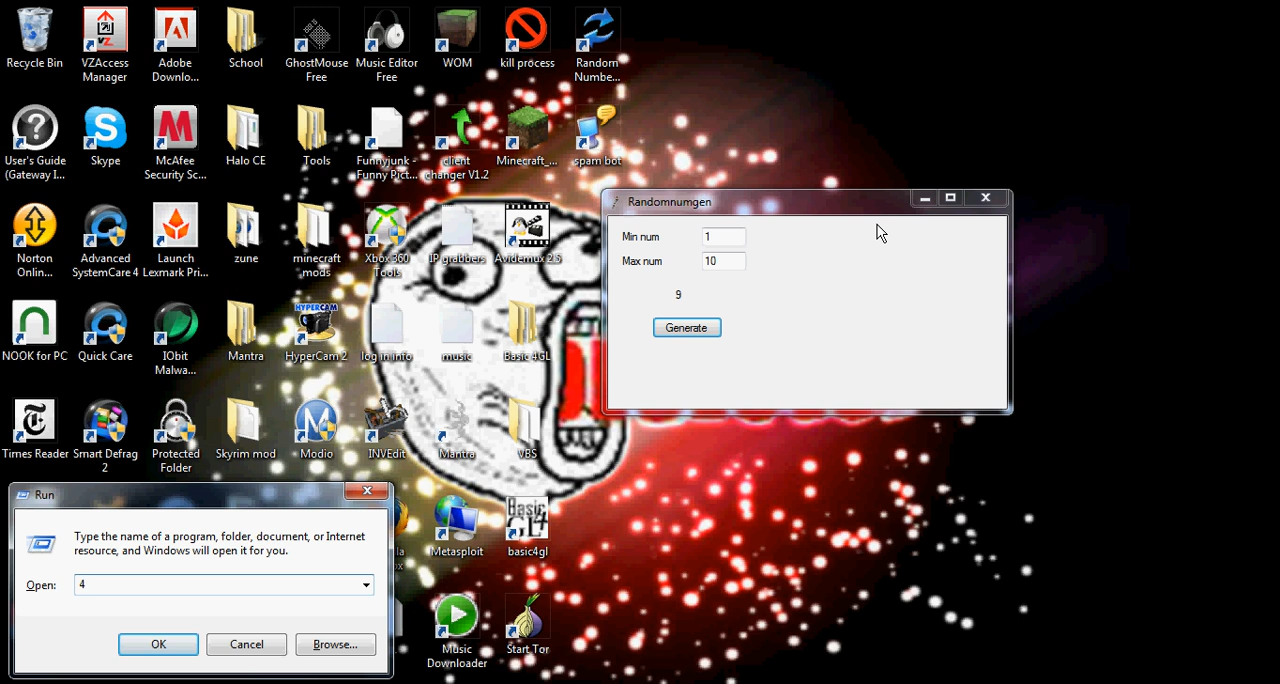 Recycle Bin
VZAccess
Manager
Adobe
Downlo...
School
GhostMouse
Free
Music Editor
Free
WOM
kill process
Random
Numbe...
User's Guide
(Gateway I...
Skype
McAfee
Security Sc...
Halo CE
Tools
Funnyjunk -
Funny Pict...
client
changer V1.2
Minecraft_...
spam bot
Norton
Onlin...
Advanced
SystemCare 4
Launch
Lexmark Pri...
zune
minecraft
mods
Xbox 360
Tools
IP grabbers
Avidemux 2.5
NOOK for PC
Quick Care
IObit
Malwa...
Mantra
HYPERCAM
HyperCam 2
log in info
music
Basic 4GL
Times Reader
Smart Defrag
2
Protected
Folder
Skyrim mod
Modio
INVEdit
Mantra
VBS
Metasploit
Basic
GL4
basic4gl
Music
Downloader
Start Tor
Randomnumgen
Min num 1
Max num 10
9
Generate
Run
Type the name of a program, folder, document, or Internet
resource, and Windows will open it for you.
Open: 4
OK Cancel Browse...